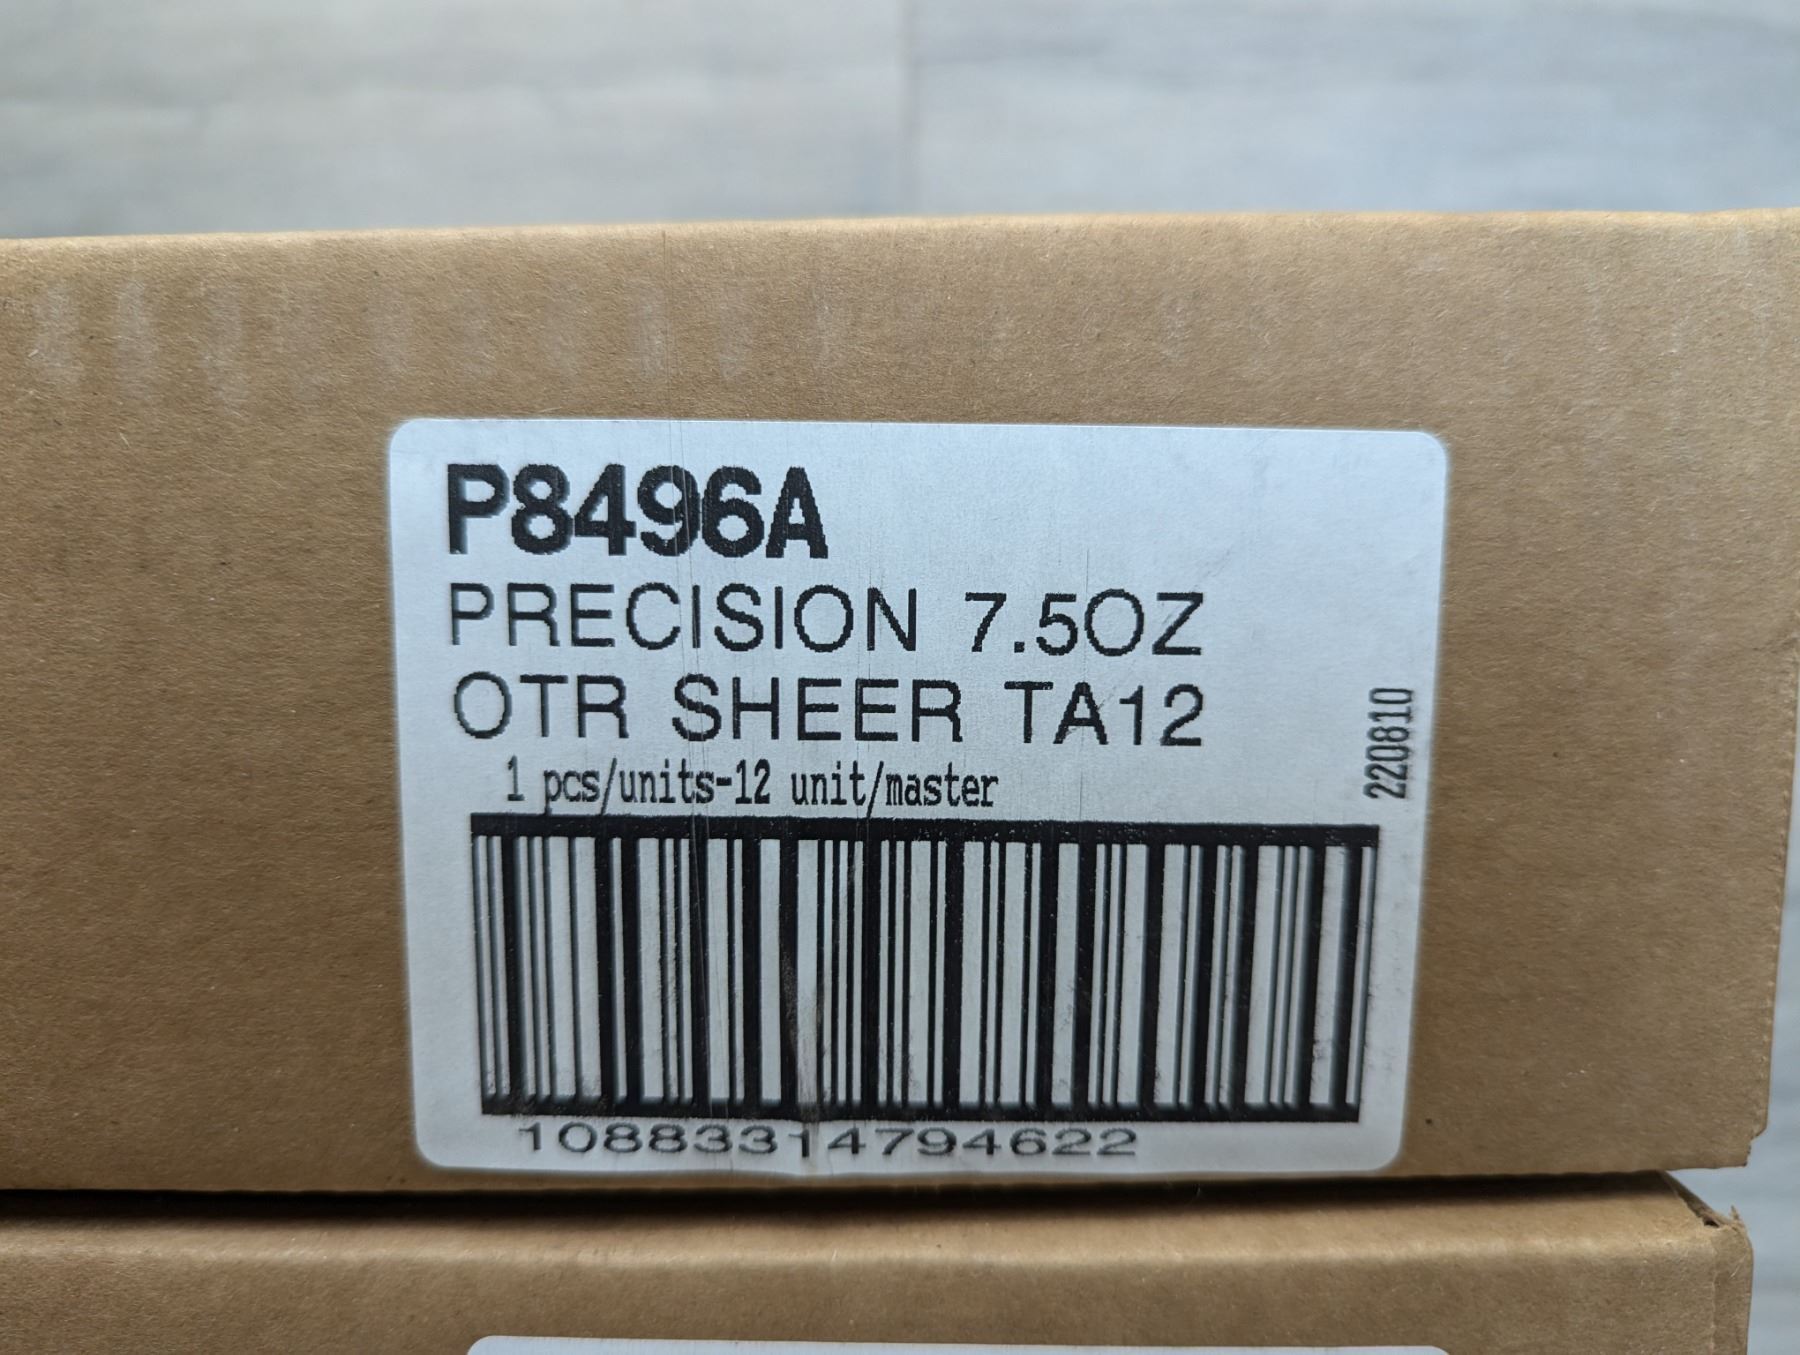 P8496A
PRECISION 7.5OZ
OTR SHEER TA12
1 pcs/units-12 unit/master
220810
10883314794622